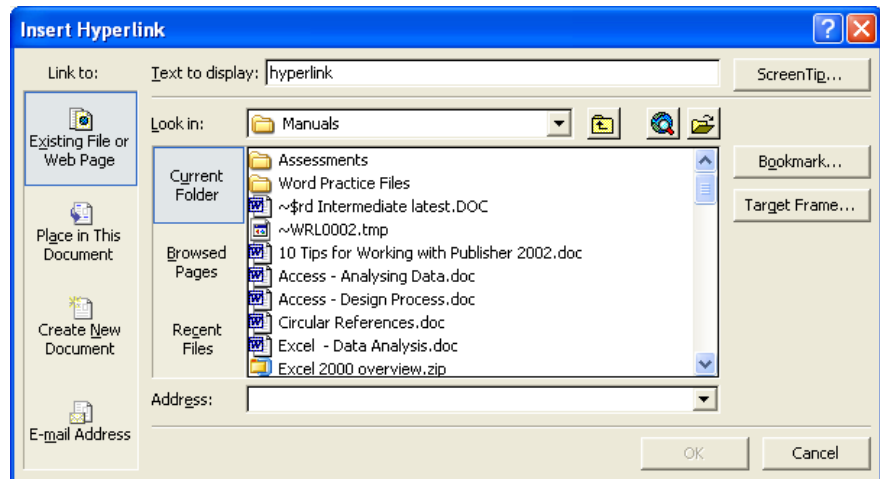 Insert Hyperlink
Link to:
Text to display: hyperlink
ScreenTip...
Existing File or
Web Page
Place in This
Document
Create New
Document
E-mail Address
Look in: Manuals
Current
Folder
Browsed
Pages
Recent
Files
Assessments
Word Practice Files
~$rd Intermediate latest.DOC
~WRL0002.tmp
10 Tips for Working with Publisher 2002.doc
Access - Analysing Data.doc
Access - Design Process.doc
Circular References.doc
Excel - Data Analysis.doc
Excel 2000 overview.zip
Bookmark...
Target Frame...
Address:
OK
Cancel